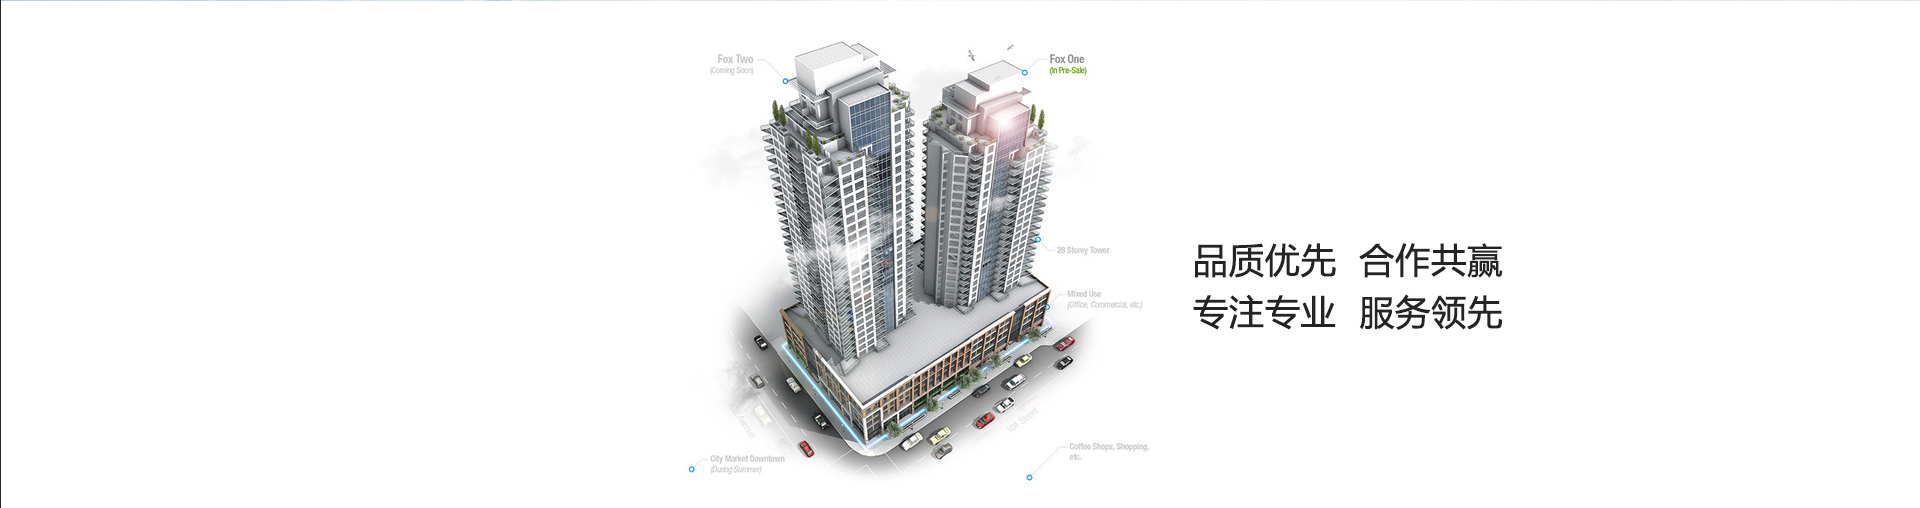 Fox Two
(Coming Soon)
Fox One
(In Pre-Sale)
28 Storey Tower
Mixed Use
(Office, Commercial, etc.)
品质优先 合作共赢
专注专业 服务领先
104 Street
City Market Downtown
(During Summer)
Coffee Shops, Shopping,
etc.